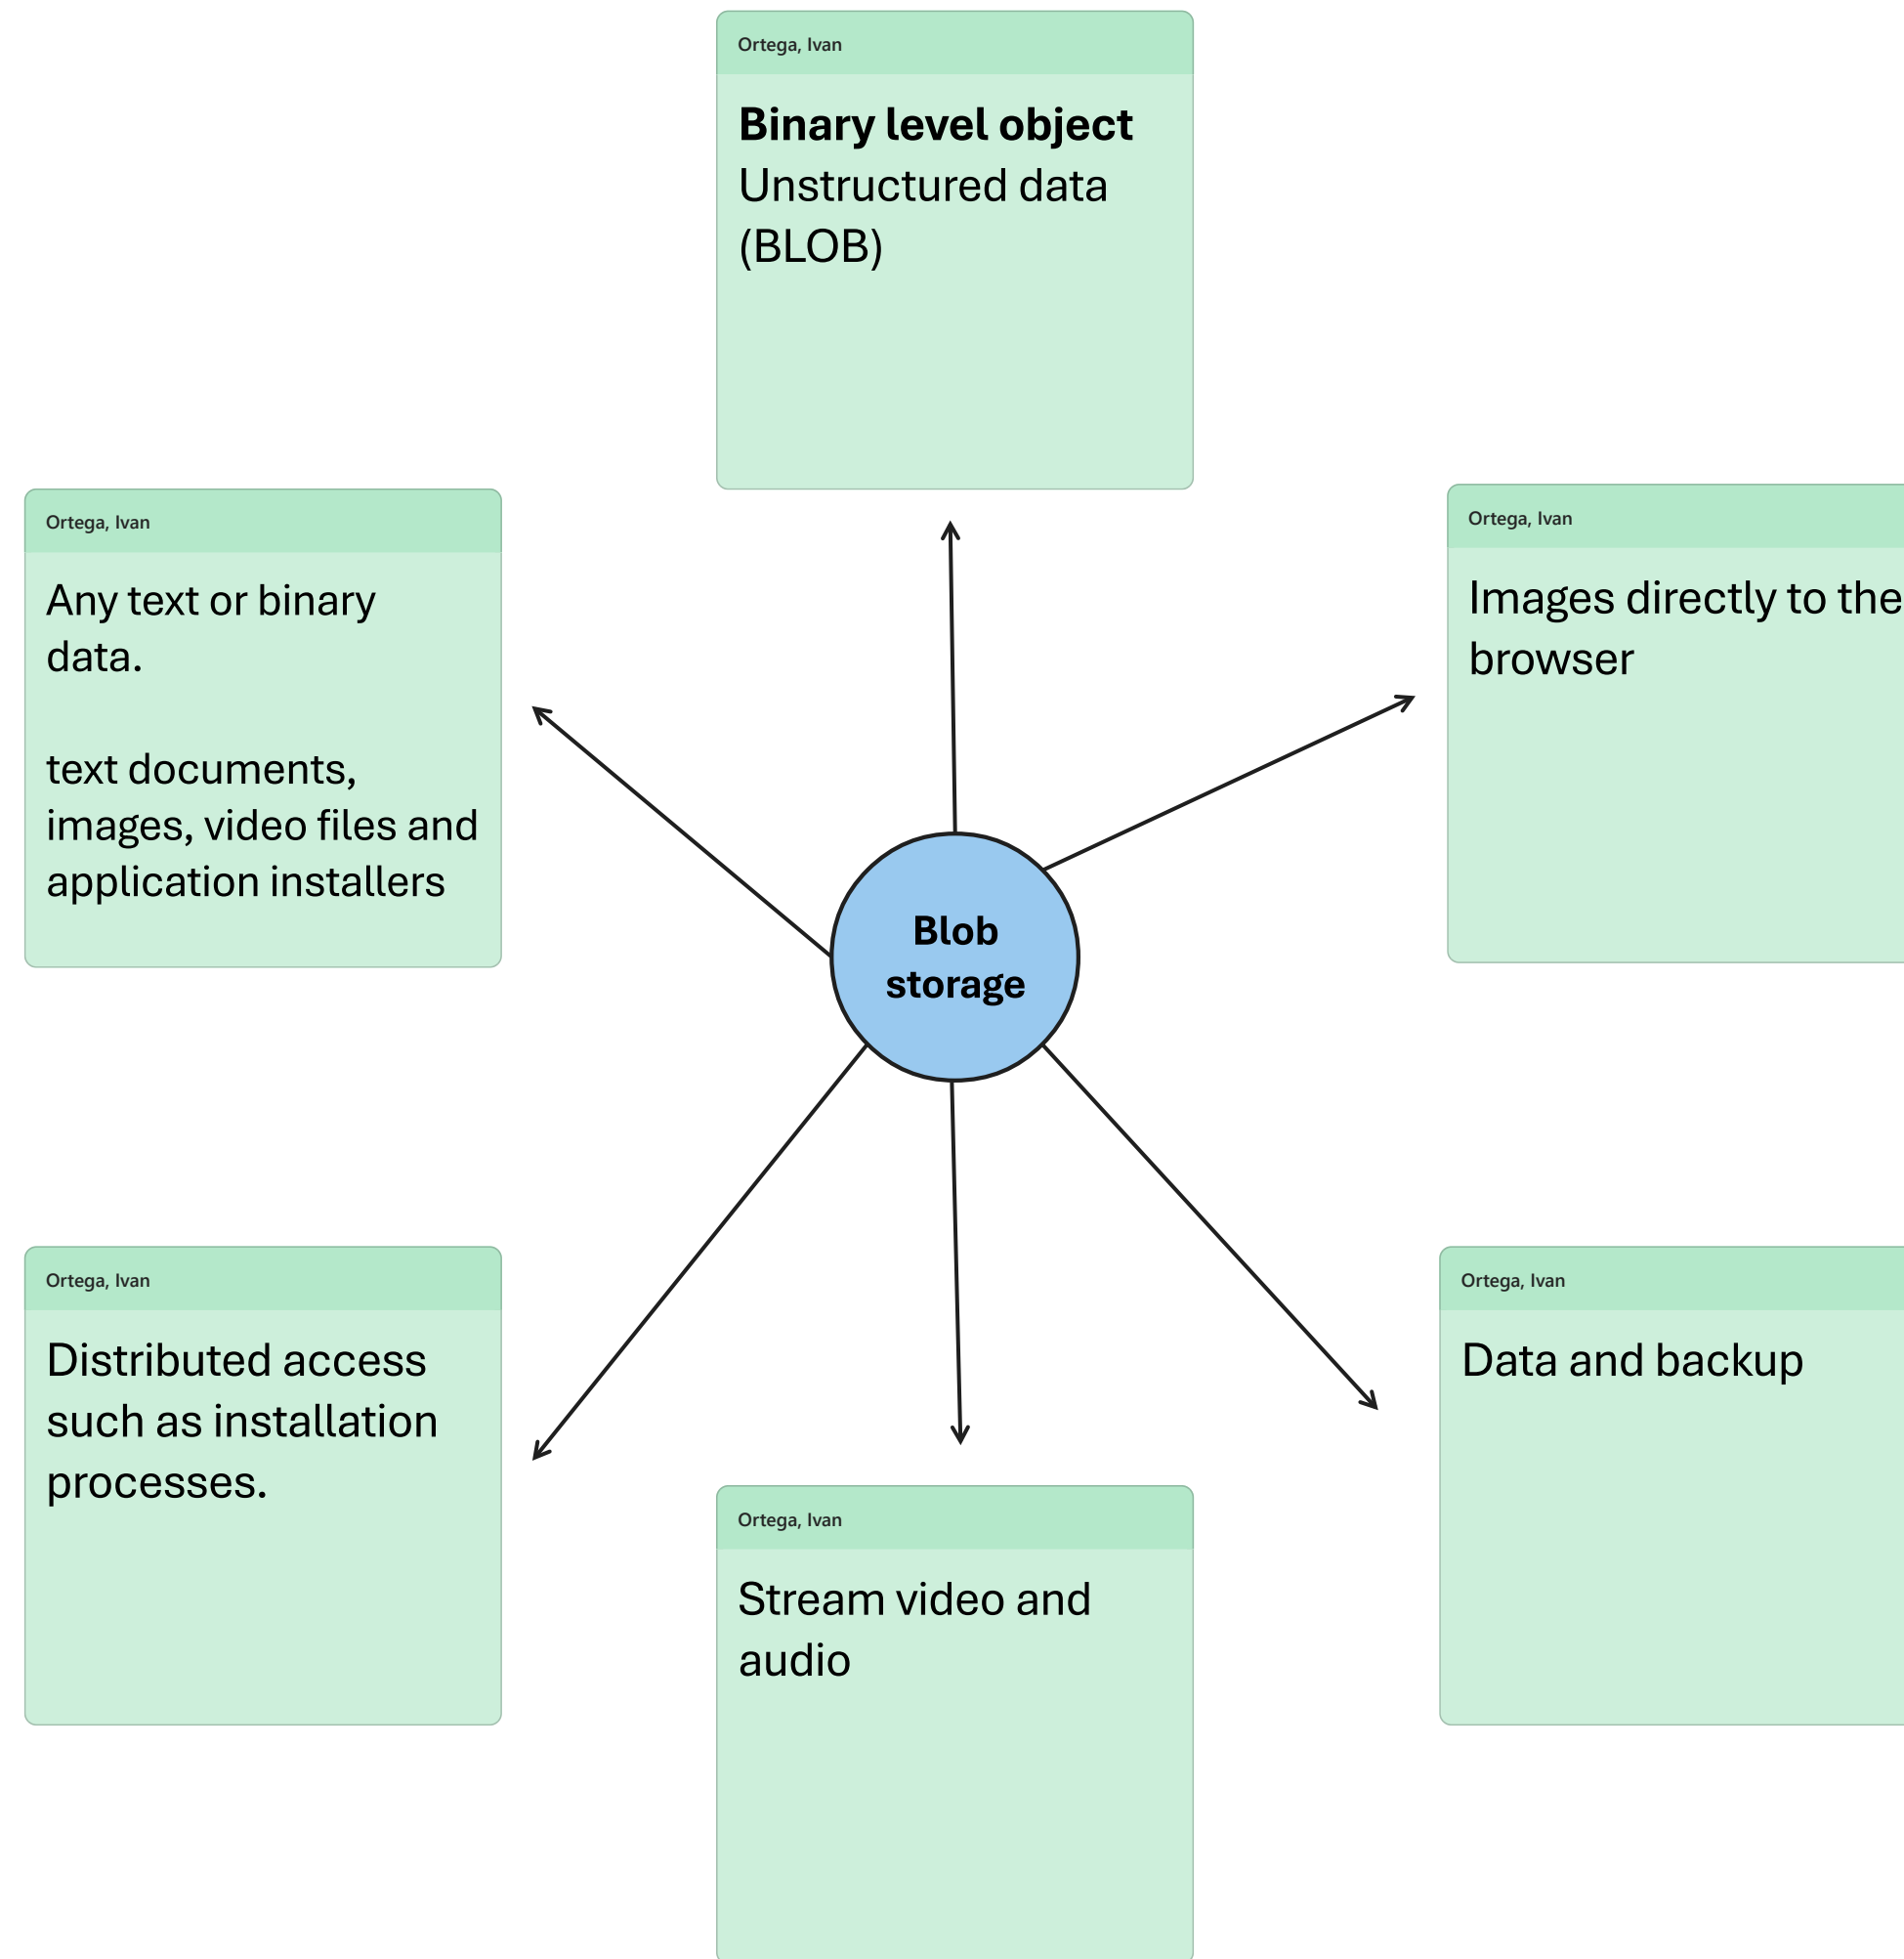 Ortega, Ivan
Binary level object
Unstructured data
(BLOB)
Ortega, Ivan
Any text or binary
data.
text documents,
images, video files and
application installers
Ortega, Ivan
Images directly to the
browser
Blob
storage
Ortega, Ivan
Distributed access
such as installation
processes.
Ortega, Ivan
Stream video and
audio
Ortega, Ivan
Data and backup